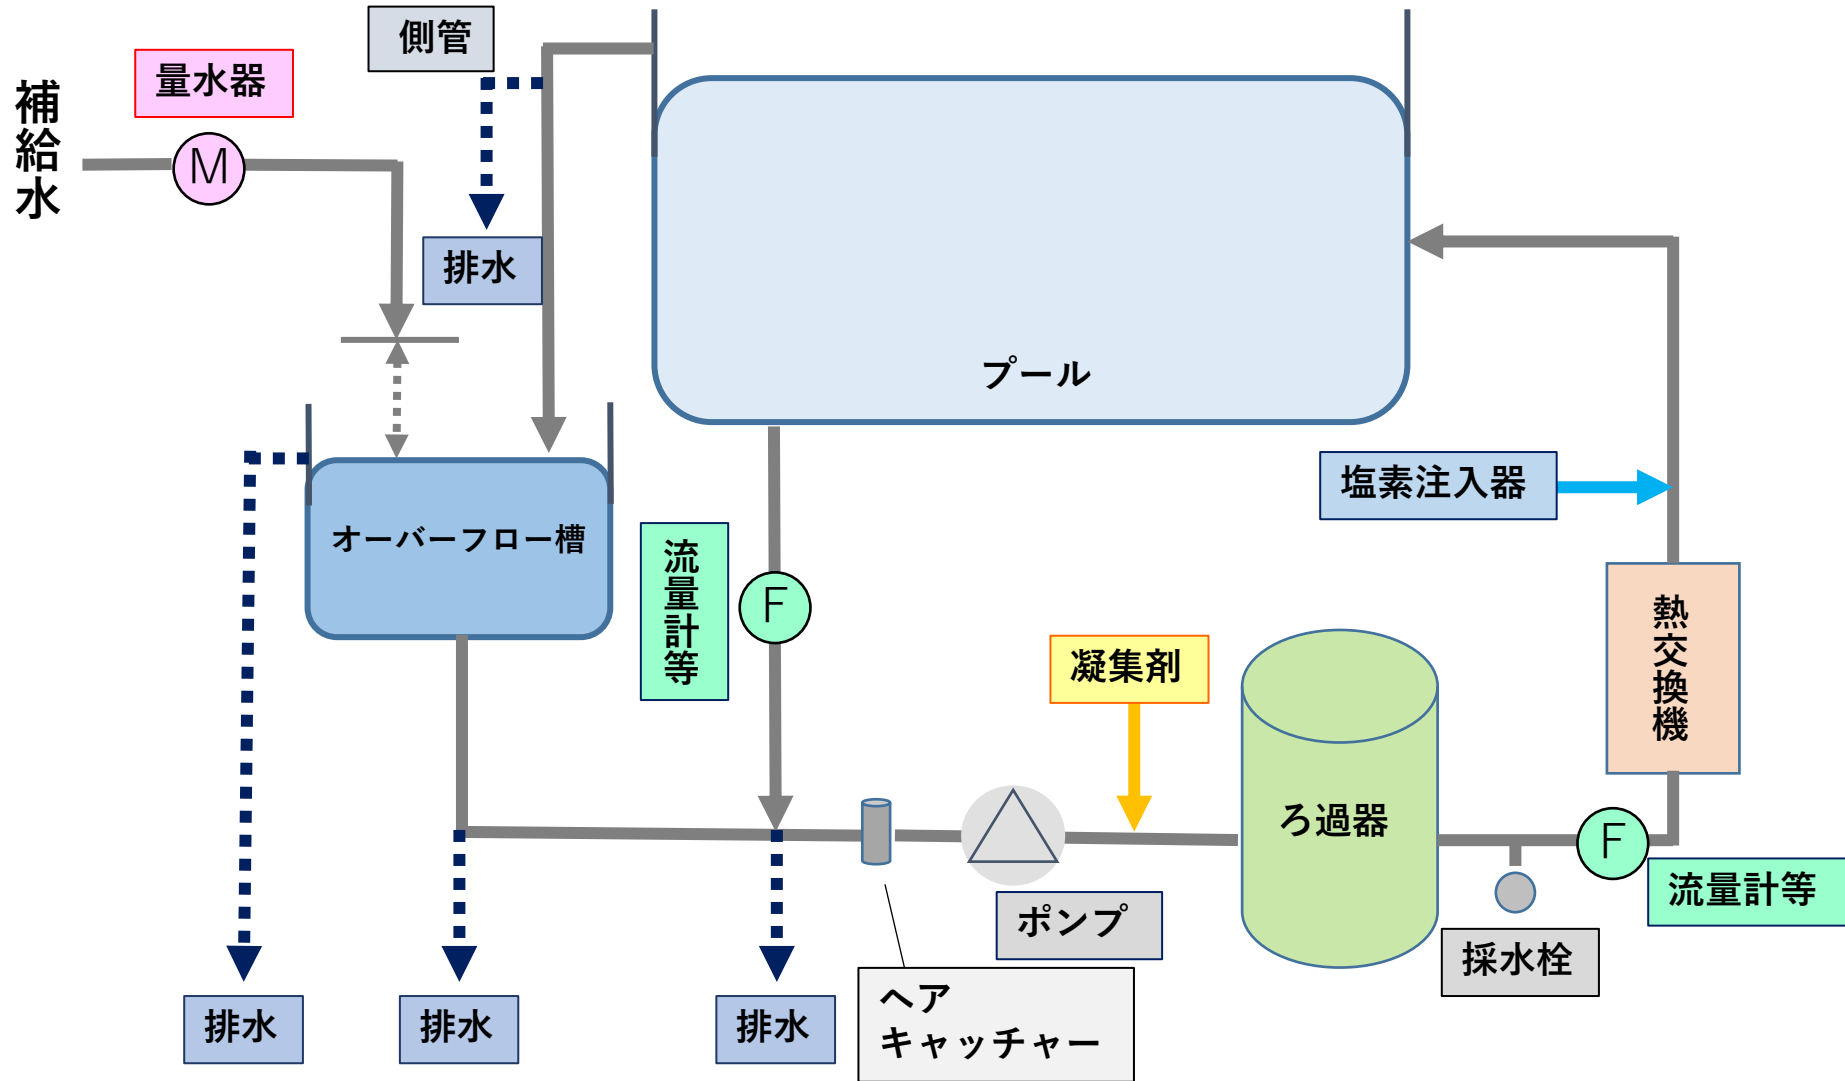 側管
量水器
補給水
M
排水
プール
オーバーフロー槽
流量計等
F
塩素注入器
熱交換機
凝集剤
ろ過器
F
流量計等
ポンプ
採水栓
ヘア
キャッチャー
排水
排水
排水